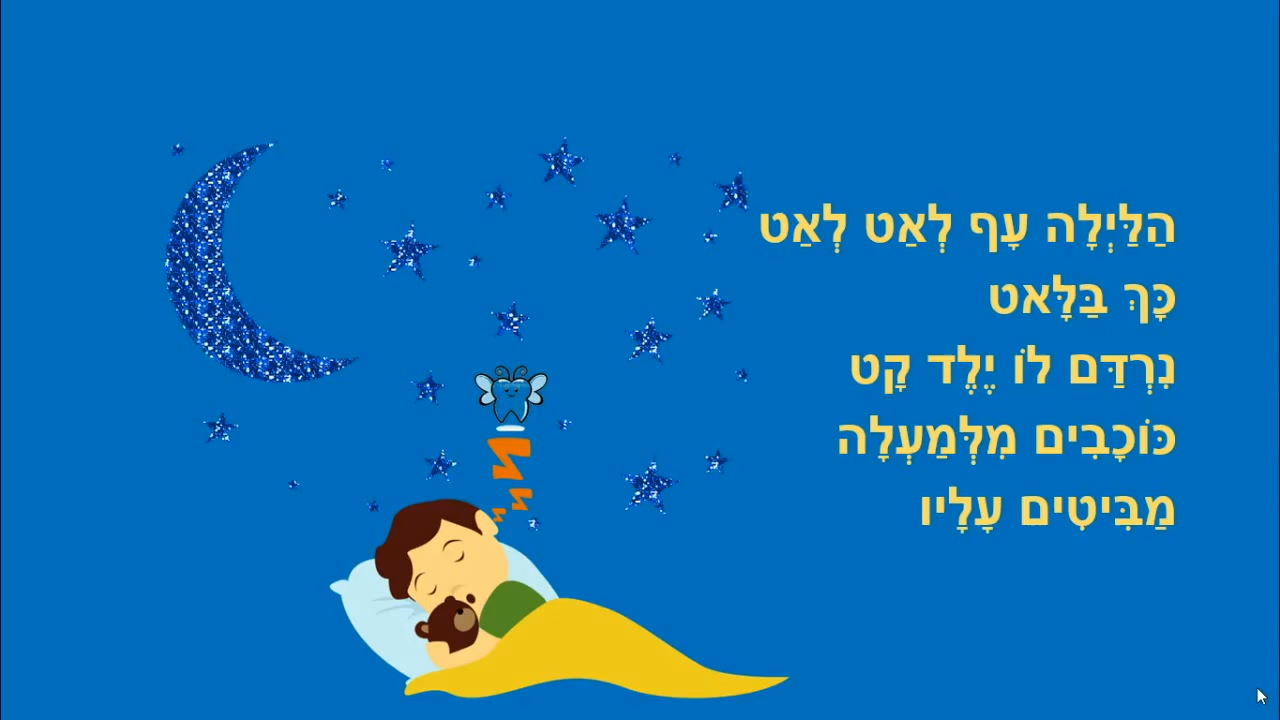 הַלַּיְלָה עָף לְאַט לְאַט
כָּךְ בַּלָּאט
נִרְדַּם לוֹ יֶלֶד קָט
כּוֹכָבִים מִלְּמַעְלָה
מַבִּיטִים עָלָיו